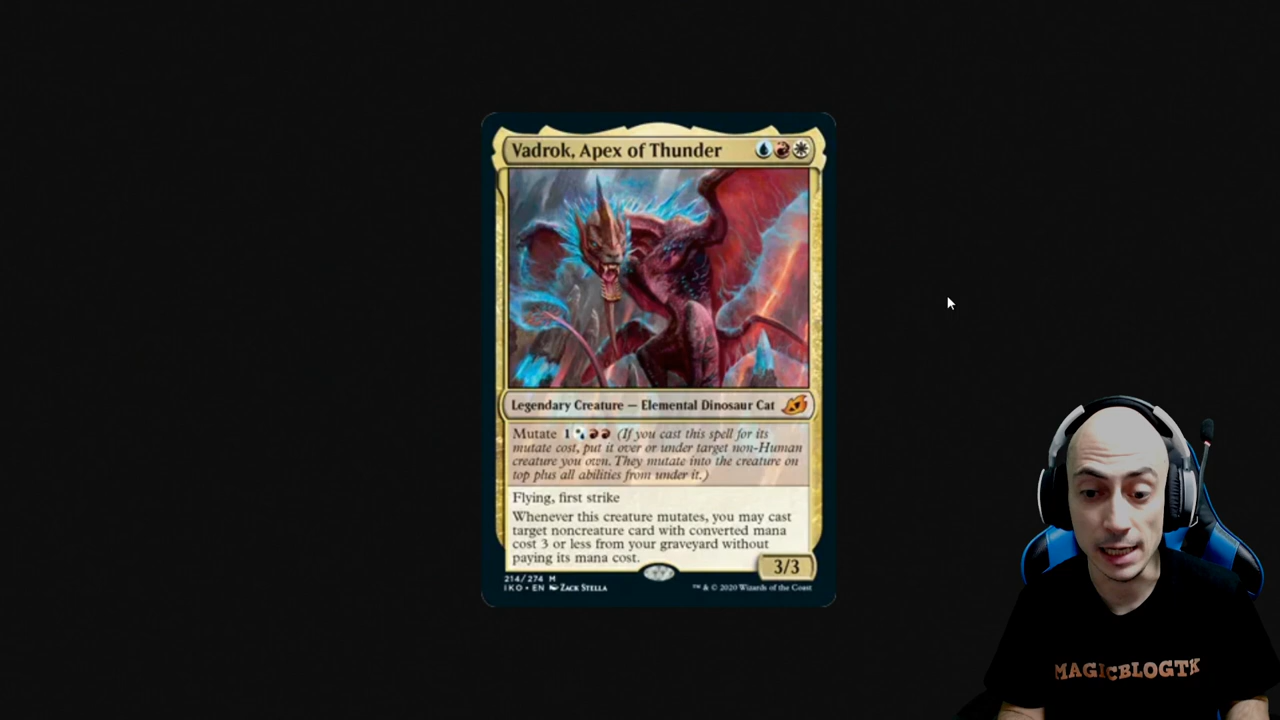 Vadrok, Apex of Thunder
Legendary Creature — Elemental Dinosaur Cat
Mutate 1 (If you cast this spell for its
mutate cost, put it over or under target non-Human
creature you own. They mutate into the creature on
top plus all abilities from under it.)
Flying, first strike
Whenever this creature mutates, you may cast
target noncreature card with converted mana
cost 3 or less from your graveyard without
paying its mana cost.
3/3
214/274 M
IKO • EN Zack Stella
™ & © 2020 Wizards of the Coast
MAGICBLOGTK